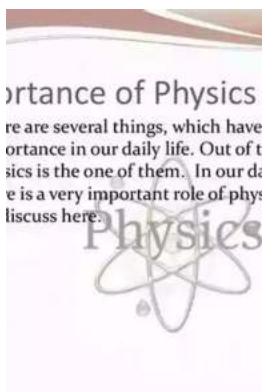 ortance of Physics
re are several things, which have
ortance in our daily life. Out of t
sics is the one of them. In our da
e is a very important role of phys
discuss here.
Physics